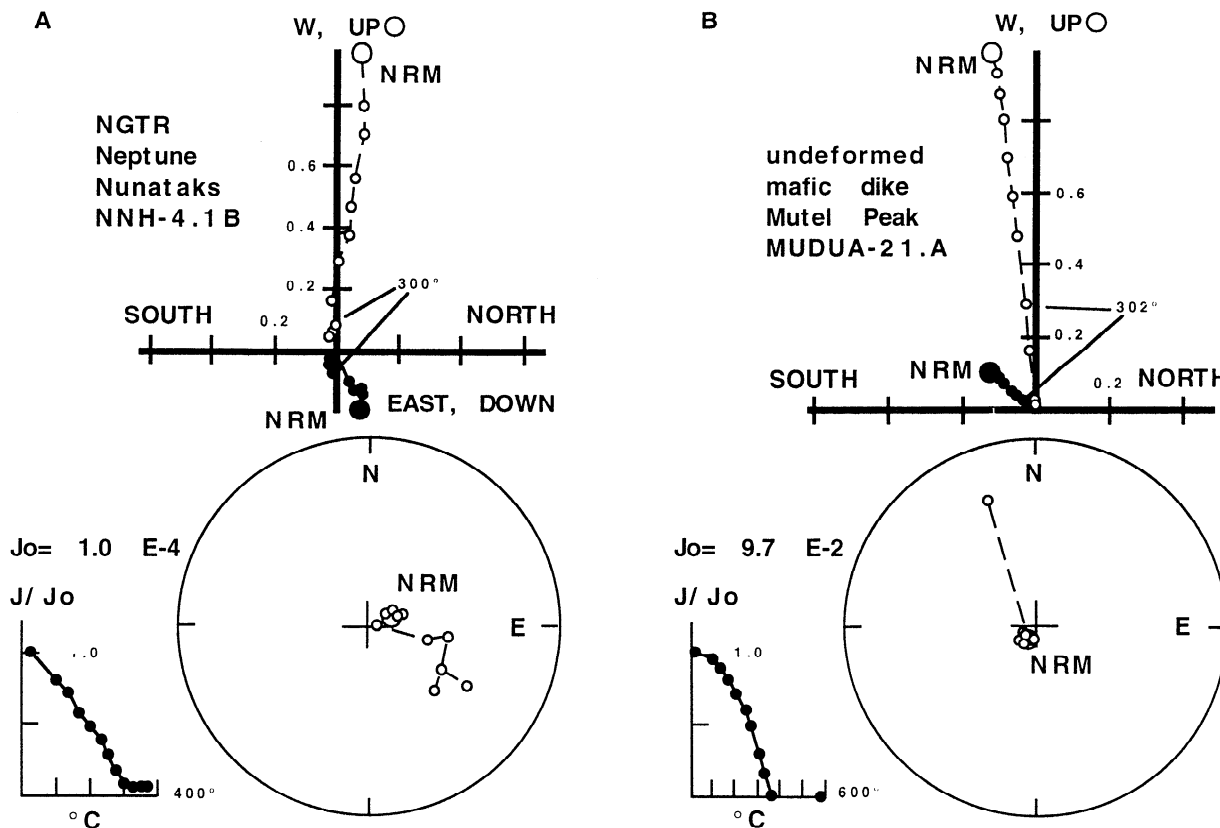 A
W, UP
NRM
NGTR
Neptune
Nunataks
NNH-4.1B
0.6
0.4
0.2
300°
SOUTH
0.2
NORTH
NRM
EAST, DOWN
N
Jo= 1.0 E-4
J/Jo
NRM
E
1.0
400°
°C
B
W, UP
NRM
undeformed
mafic dike
Mutel Peak
MUDUA-21.A
0.6
0.4
0.2
302°
NRM
SOUTH
0.2
NORTH
N
Jo= 9.7 E-2
J/Jo
E
NRM
1.0
600°
°C